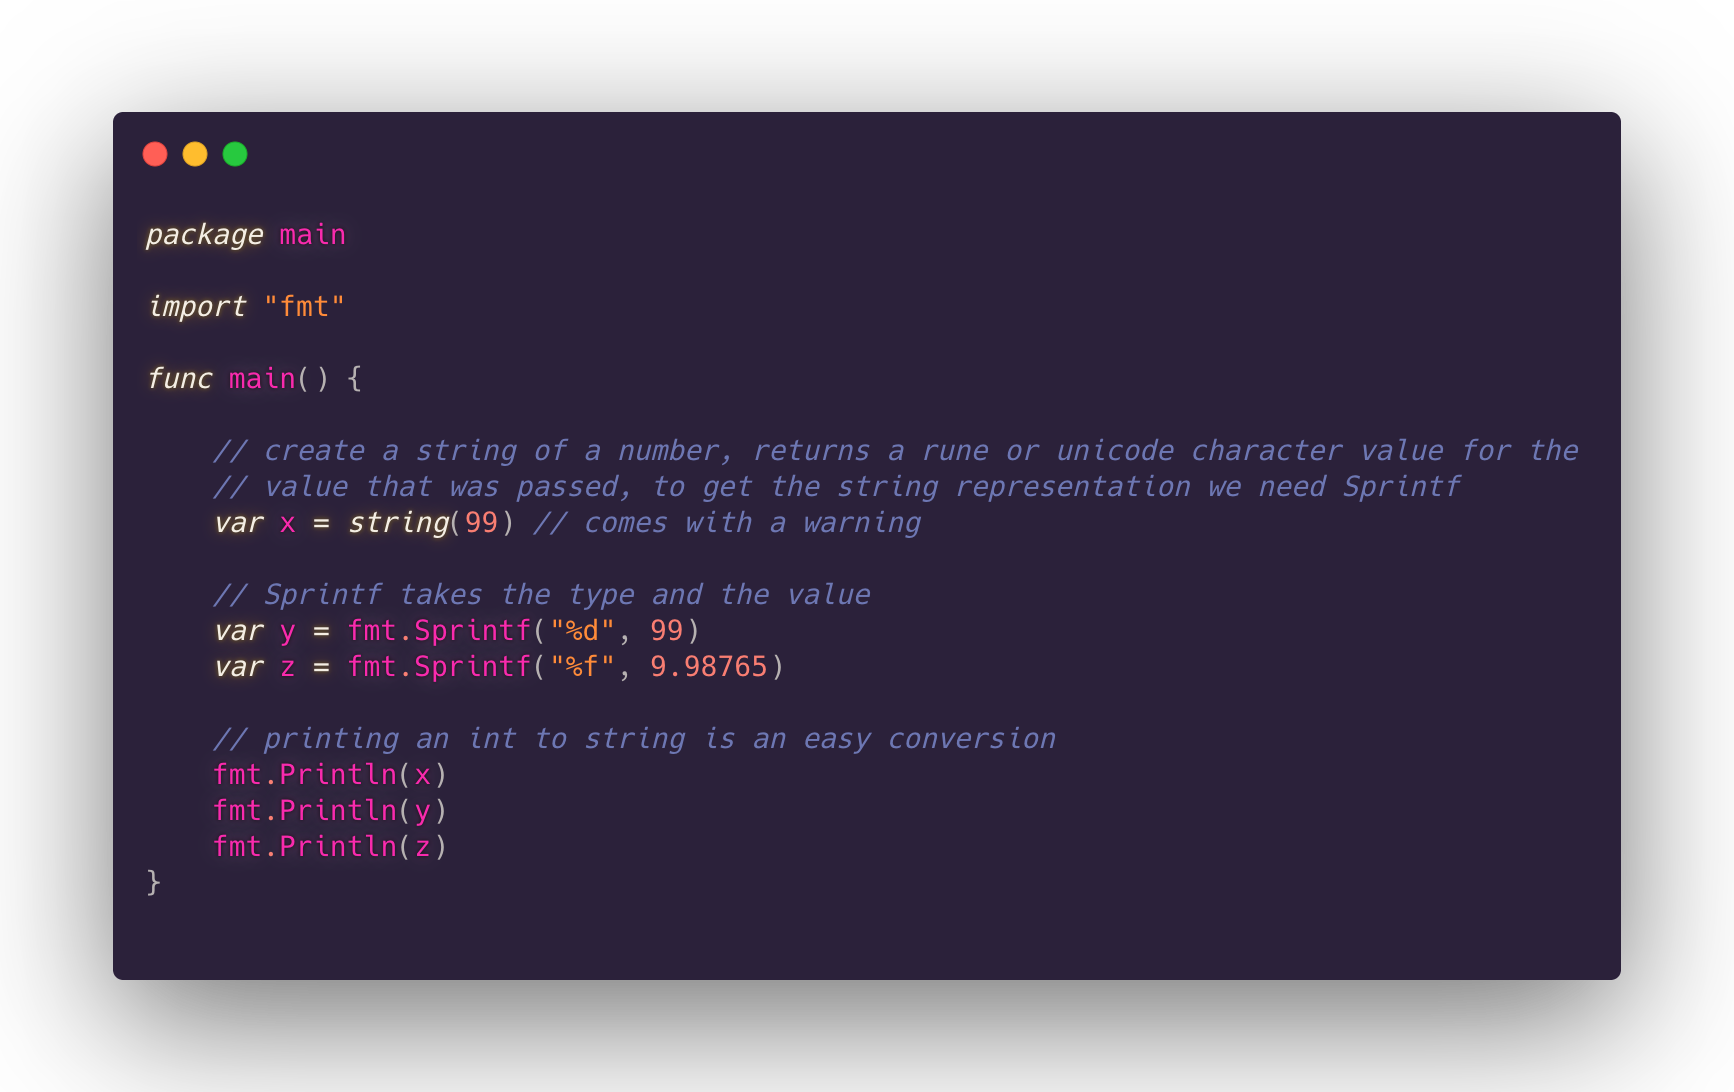 package main
import "fmt"
func main() {
// create a string of a number, returns a rune or unicode character value for the
// value that was passed, to get the string representation we need Sprintf
var x = string(99) // comes with a warning
// Sprintf takes the type and the value
var y = fmt.Sprintf("%d", 99)
var z = fmt.Sprintf("%f", 9.98765)
// printing an int to string is an easy conversion
fmt.Println(x)
fmt.Println(y)
fmt.Println(z)
}